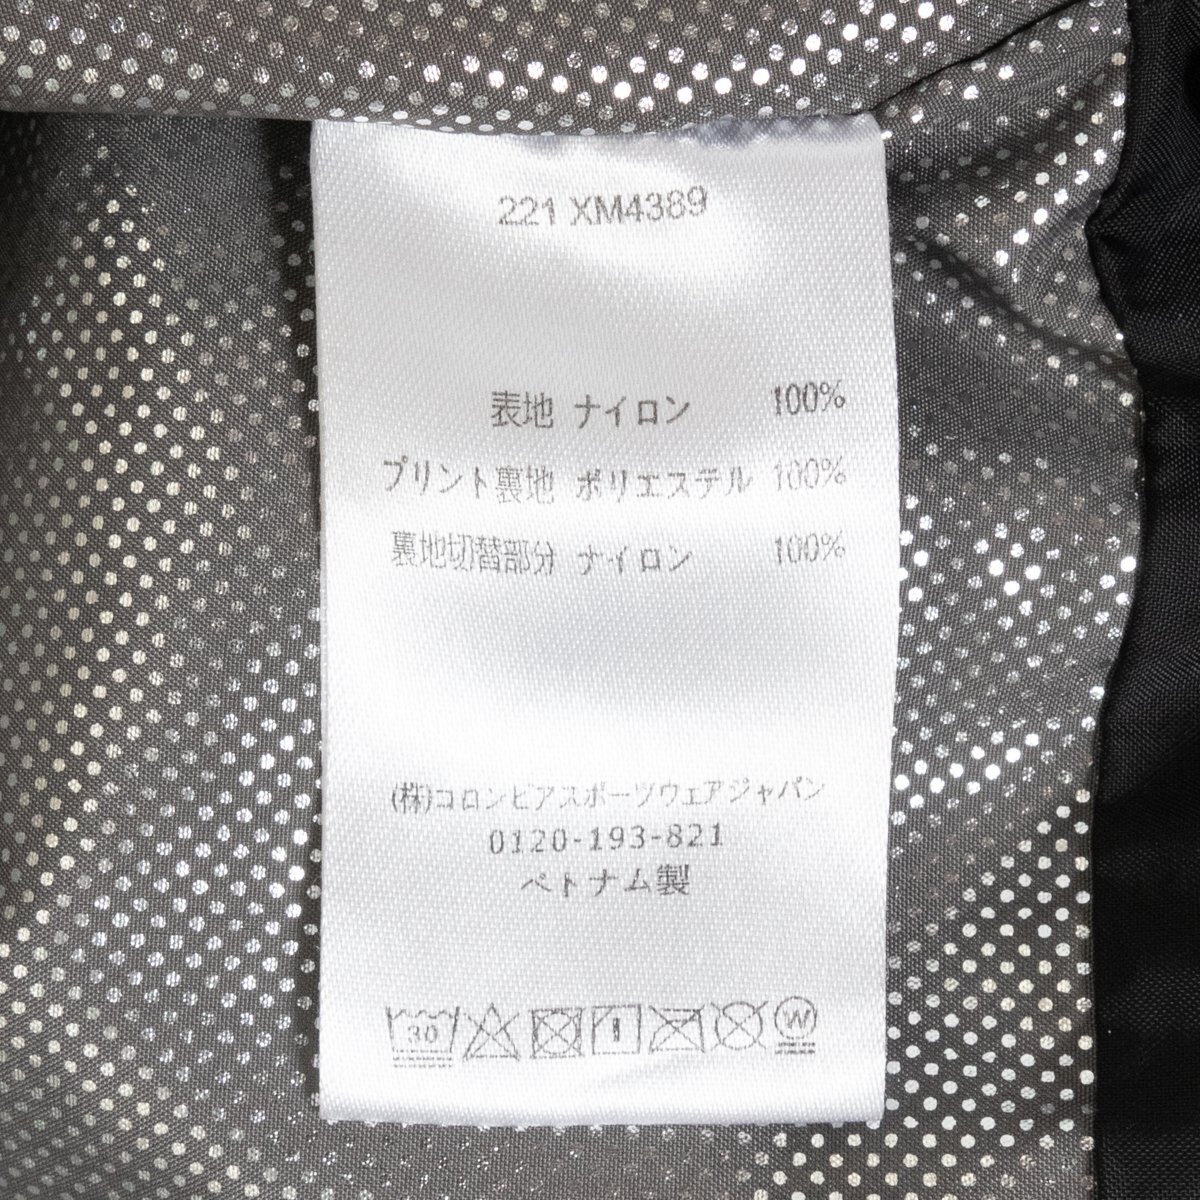 221 XM4389
表地 ナイロン 100%
プリント裏地 ポリエステル 100%
裏地切替部分 ナイロン 100%
(株)コロンビアスポーツウェアジャパン
0120-193-821
ベトナム製
30 W